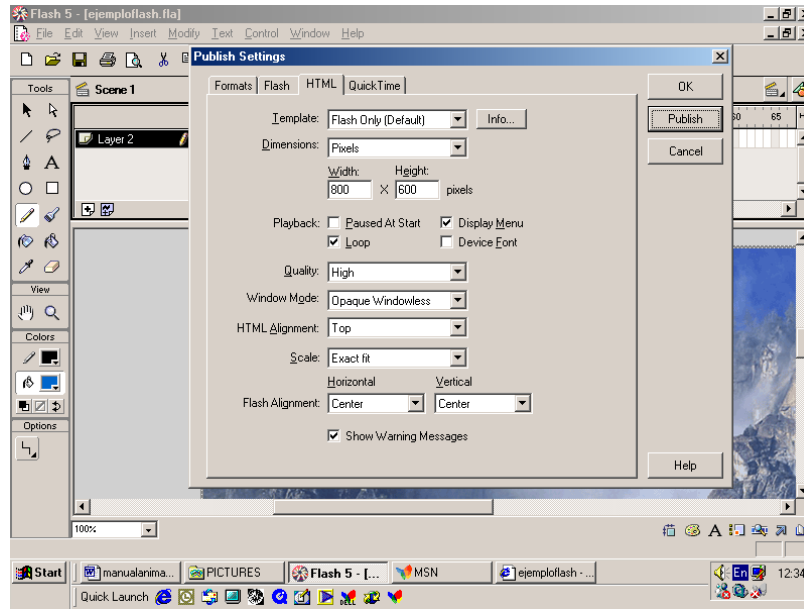 Flash 5 - [ejemploflash.fla]
File Edit View Insert Modify Text Control Window Help
Publish Settings
Tools
Scene 1
Layer 2
60 65
Formats Flash HTML QuickTime
OK
Publish
Cancel
Template: Flash Only (Default) Info...
Dimensions: Pixels
Width: Height:
800 X 600 pixels
Playback: Paused At Start Display Menu
Loop Device Font
Quality: High
Window Mode: Opaque Windowless
HTML Alignment: Top
Scale: Exact fit
Horizontal Vertical
Flash Alignment: Center Center
Show Warning Messages
Help
View
Colors
Options
100%
Start manualanima... PICTURES Flash 5 - [... MSN ejemploflash - ... En 12:34
Quick Launch